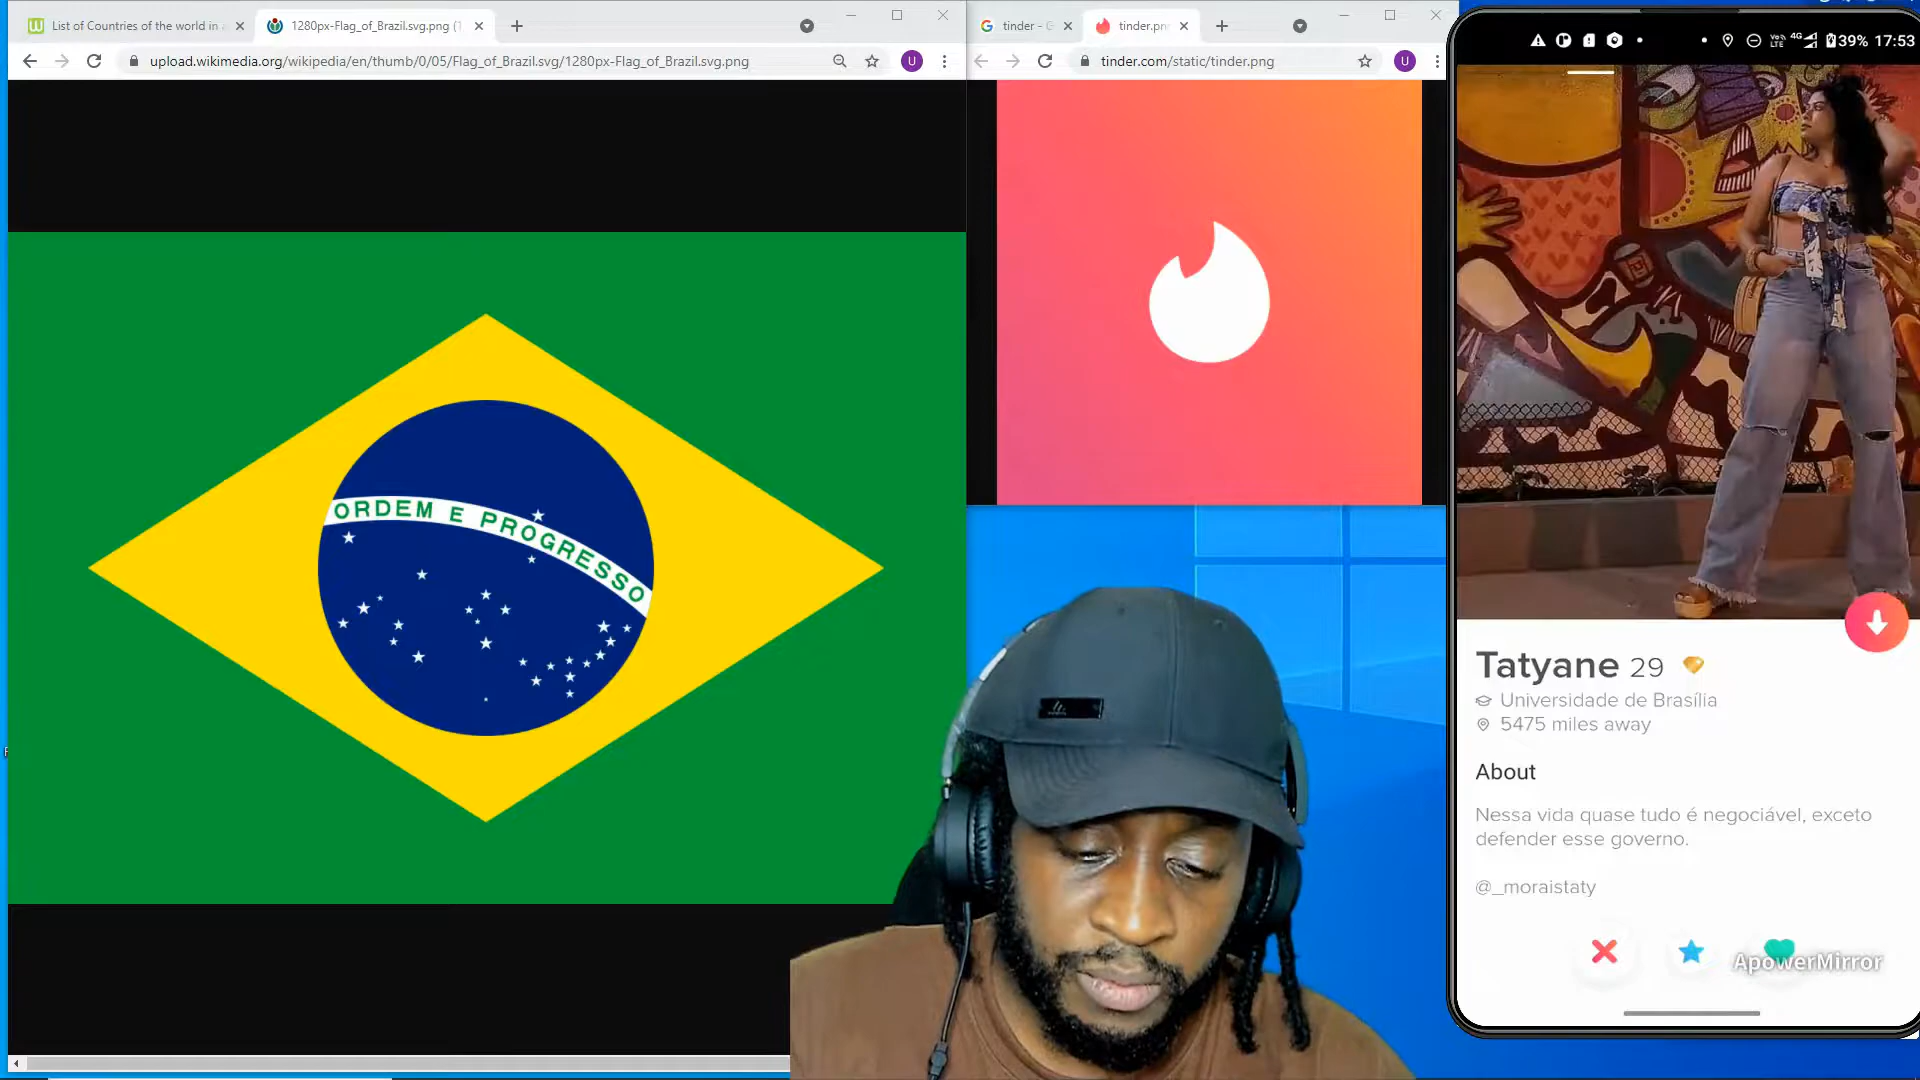 List of Countries of the world in a
1280px-Flag_of_Brazil.svg.png (1
upload.wikimedia.org/wikipedia/en/thumb/0/05/Flag_of_Brazil.svg/1280px-Flag_of_Brazil.svg.png
U
ORDEM E PROGRESSO
tinder - G
tinder.png
tinder.com/static/tinder.png
U
4G
VoLTE
39% 17:53
Tatyane 29
Universidade de Brasília
5475 miles away
About
Nessa vida quase tudo é negociável, exceto
defender esse governo.
@_moraistaty
ApowerMirror